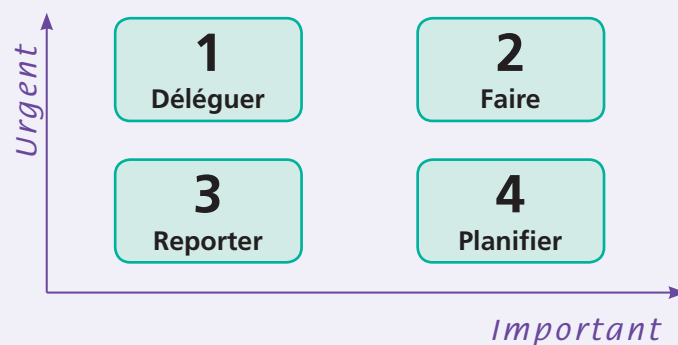 Urgent
1
Déléguer
2
Faire
3
Reporter
4
Planifier
Important